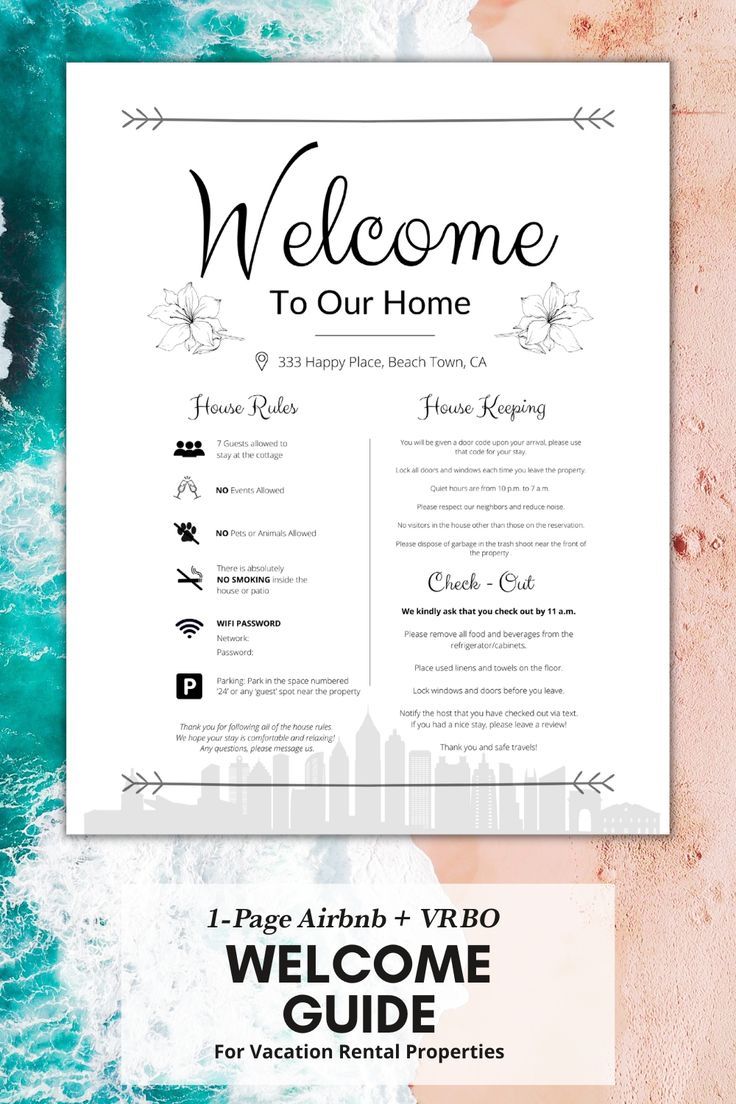 Welcome
To Our Home
333 Happy Place, Beach Town, CA
House Rules
7 Guests allowed to
stay at the cottage
NO Events Allowed
NO Pets or Animals Allowed
There is absolutely
NO SMOKING inside the
house or patio
WIFI PASSWORD
Network:
Password:
P
Parking: Park in the space numbered
'24' or any 'guest' spot near the property
Thank you for following all of the house rules.
We hope your stay is comfortable and relaxing!
Any questions, please message us.
House Keeping
You will be given a door code upon your arrival, please use
that code for your stay.
Lock all doors and windows each time you leave the property.
Quiet hours are from 10 p.m. to 7 a.m.
Please respect our neighbors and reduce noise.
No visitors in the house other than those on the reservation.
Please dispose of garbage in the trash shoot near the front of
the property
Check - Out
We kindly ask that you check out by 11 a.m.
Please remove all food and beverages from the
refrigerator/cabinets.
Place used linens and towels on the floor.
Lock windows and doors before you leave.
Notify the host that you have checked out via text.
if you had a nice stay, please leave a review!
Thank you and safe travels!
1-Page Airbnb + VRBO
WELCOME
GUIDE
For Vacation Rental Properties